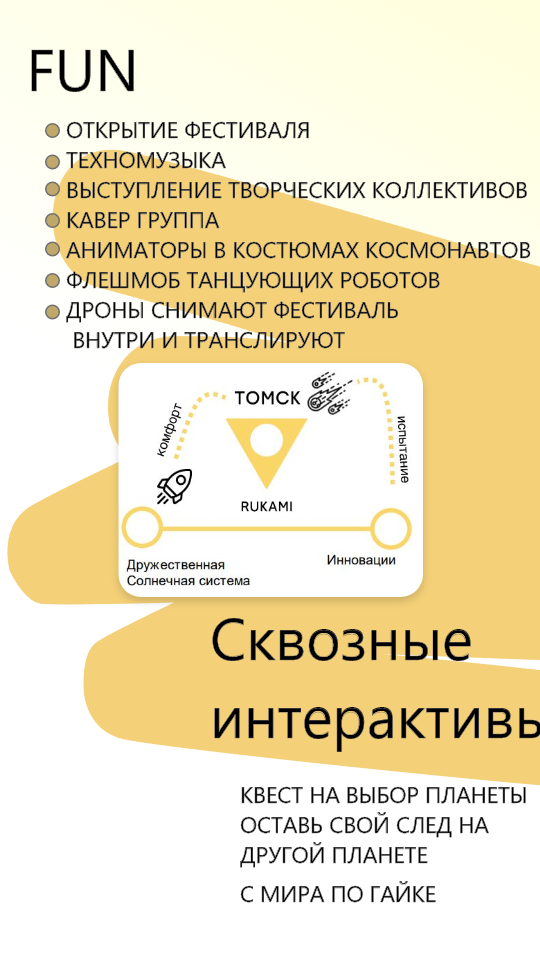 FUN
ОТКРЫТИЕ ФЕСТИВАЛЯ
ТЕХНОМУЗЫКА
ВЫСТУПЛЕНИЕ ТВОРЧЕСКИХ КОЛЛЕКТИВОВ
КАВЕР ГРУППА
АНИМАТОРЫ В КОСТЮМАХ КОСМОНАВТОВ
ФЛЕШМОБ ТАНЦУЮЩИХ РОБОТОВ
ДРОНЫ СНИМАЮТ ФЕСТИВАЛЬ
ВНУТРИ И ТРАНСЛИРУЮТ
ТОМСК
комфорт
испытание
RUKAMI
Дружественная
Солнечная система
Инновации
Сквозные
интерактивы
КВЕСТ НА ВЫБОР ПЛАНЕТЫ
ОСТАВЬ СВОЙ СЛЕД НА
ДРУГОЙ ПЛАНЕТЕ
С МИРА ПО ГАЙКЕ